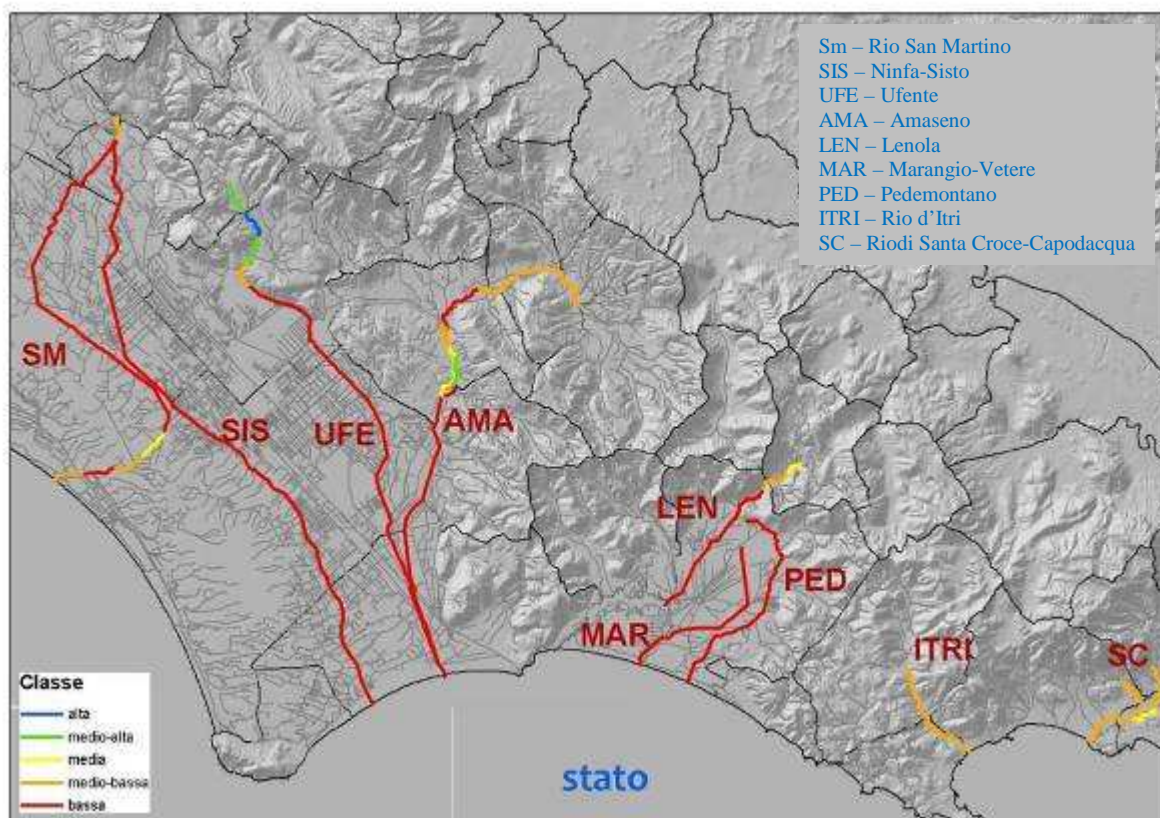 Sm – Rio San Martino
SIS – Ninfa-Sisto
UFE – Ufente
AMA – Amaseno
LEN – Lenola
MAR – Marangio-Vetere
PED – Pedemontano
ITRI – Rio d'Itri
SC – Riodi Santa Croce-Capodacqua
SM
SIS
UFE
AMA
LEN
PED
MAR
ITRI
SC
Classe
alta
medio-alta
media
medio-bassa
bassa
stato